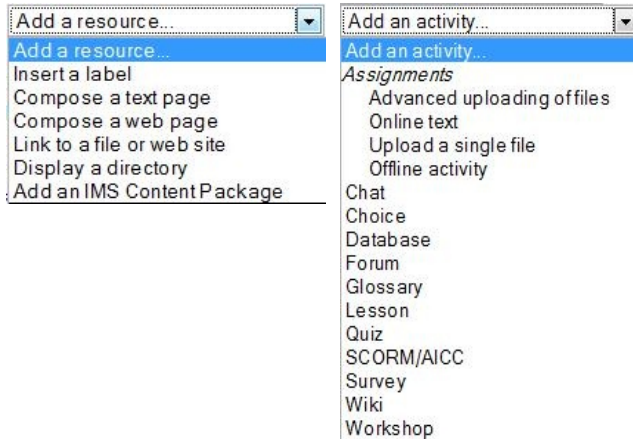 Add a resource...
Add a resource...
Insert a label
Compose a text page
Compose a web page
Link to a file or web site
Display a directory
Add an IMS Content Package
Add an activity...
Add an activity...
Assignments
Advanced uploading of files
Online text
Upload a single file
Offline activity
Chat
Choice
Database
Forum
Glossary
Lesson
Quiz
SCORM/AICC
Survey
Wiki
Workshop